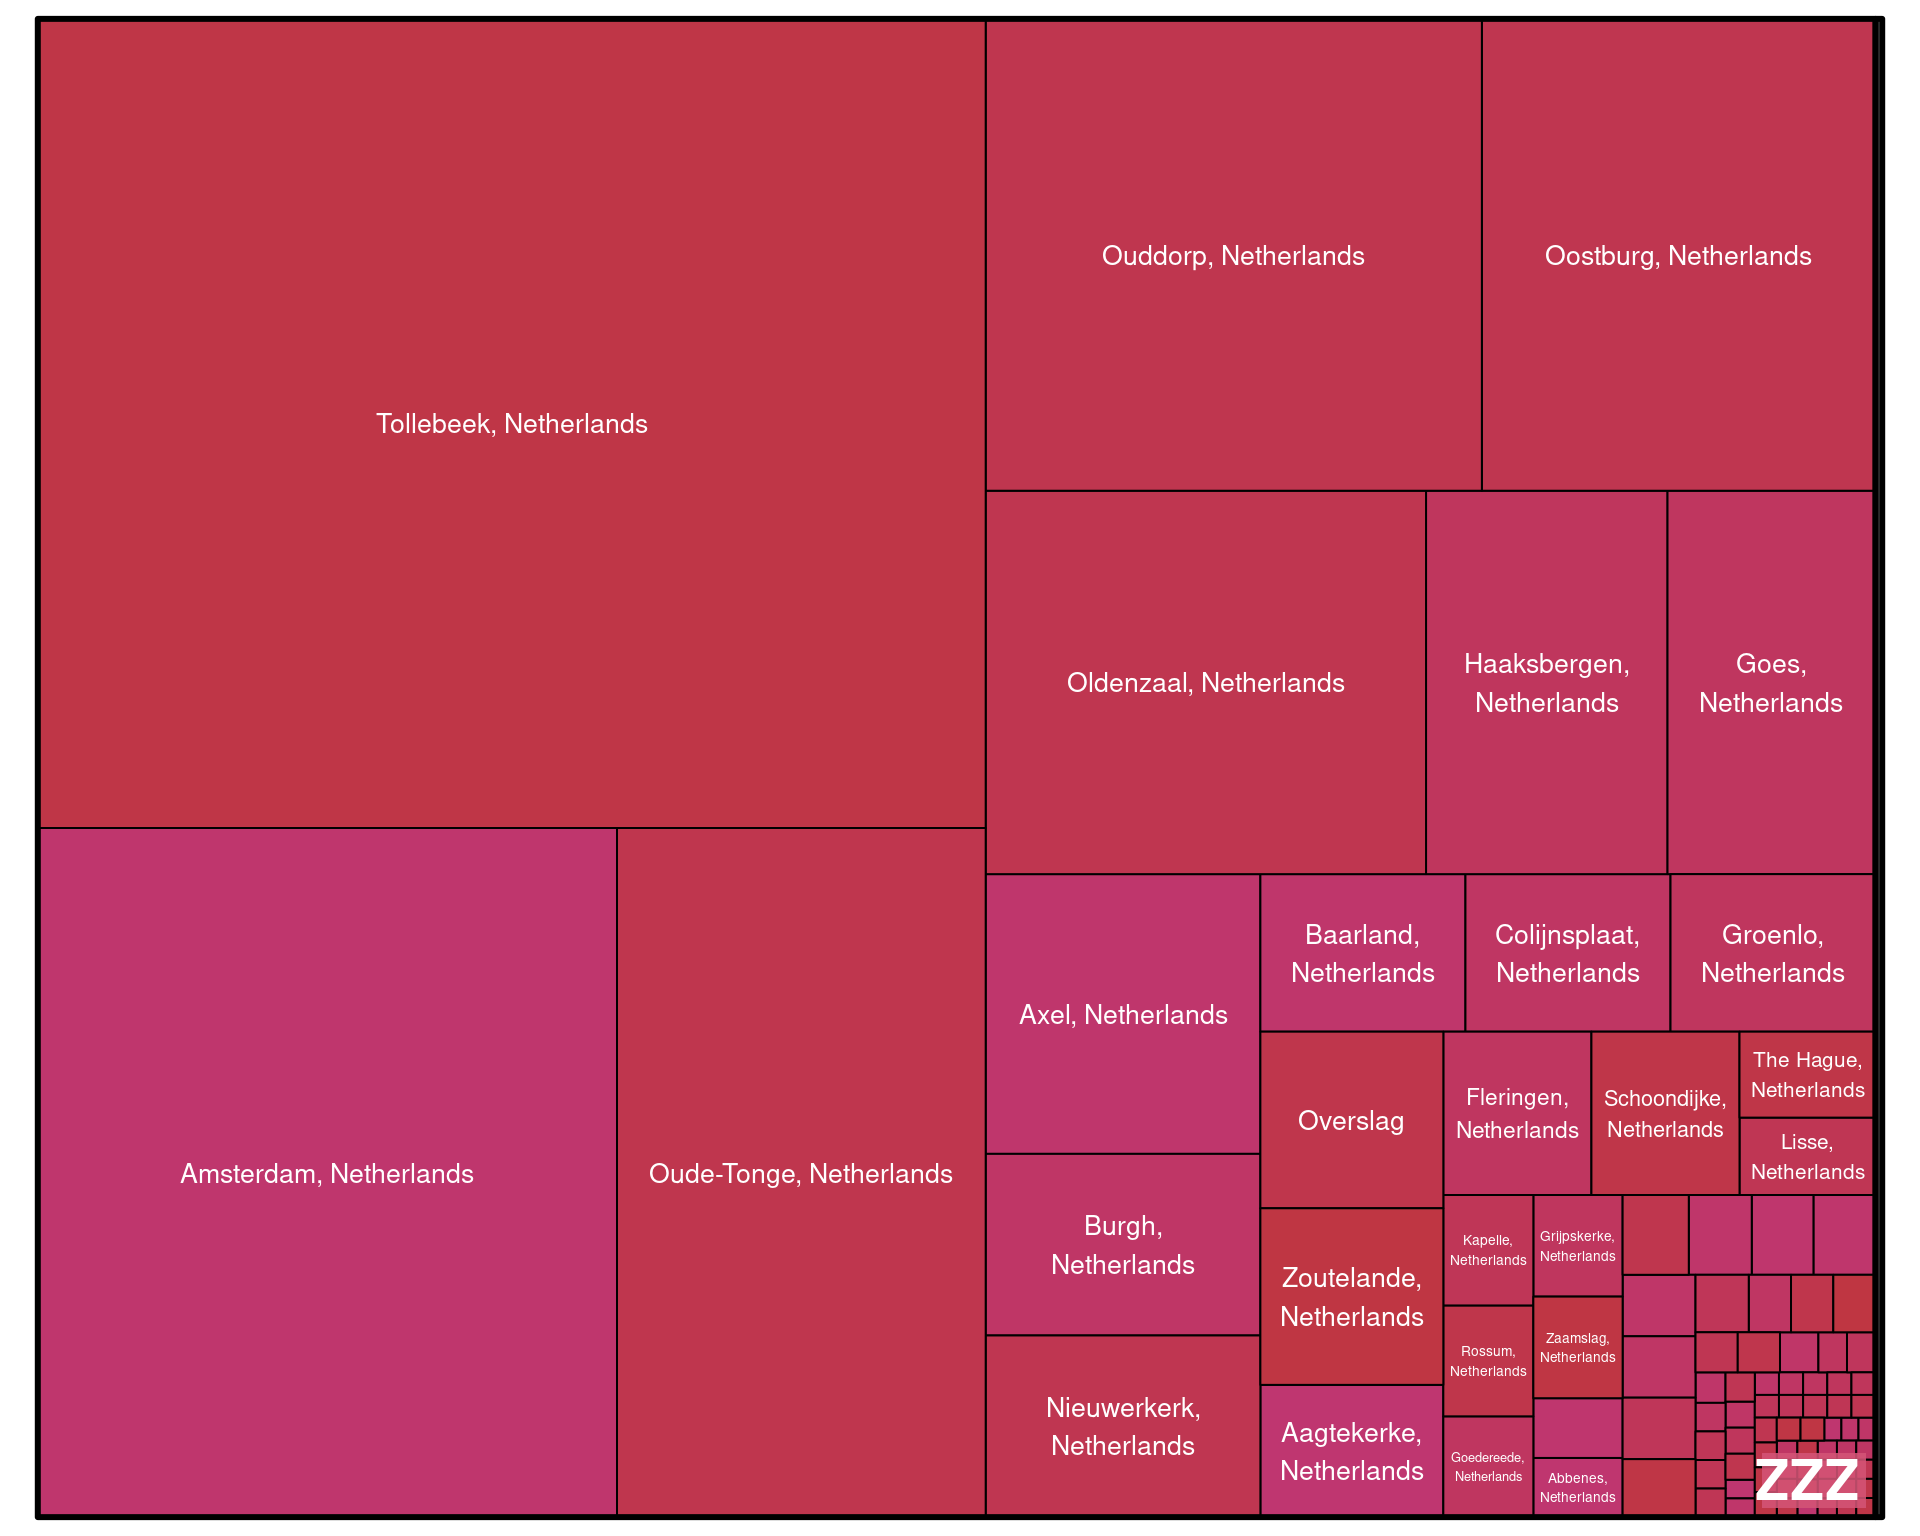 Tollebeek, Netherlands
Ouddorp, Netherlands
Oostburg, Netherlands
Oldenzaal, Netherlands
Haaksbergen,
Netherlands
Goes,
Netherlands
Amsterdam, Netherlands
Oude-Tonge, Netherlands
Axel, Netherlands
Baarland,
Netherlands
Colijnsplaat,
Netherlands
Groenlo,
Netherlands
Burgh,
Netherlands
Nieuwerkerk,
Netherlands
Overslag
Zoutelande,
Netherlands
Aagtekerke,
Netherlands
Fleringen,
Netherlands
Schoondijke,
Netherlands
The Hague,
Netherlands
Lisse,
Netherlands
Kapelle,
Netherlands
Grijpskerke,
Netherlands
Rossum,
Netherlands
Zaamslag,
Netherlands
Goedereede,
Netherlands
Abbenes,
Netherlands
ZZZ